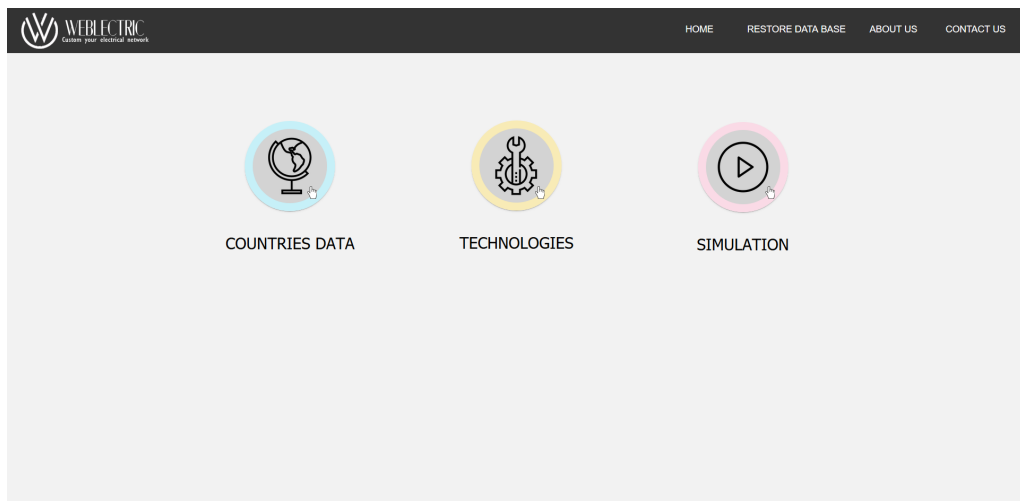 WEBLECTRIC
Custom your electrical network
HOME RESTORE DATA BASE ABOUT US CONTACT US
COUNTRIES DATA TECHNOLOGIES SIMULATION